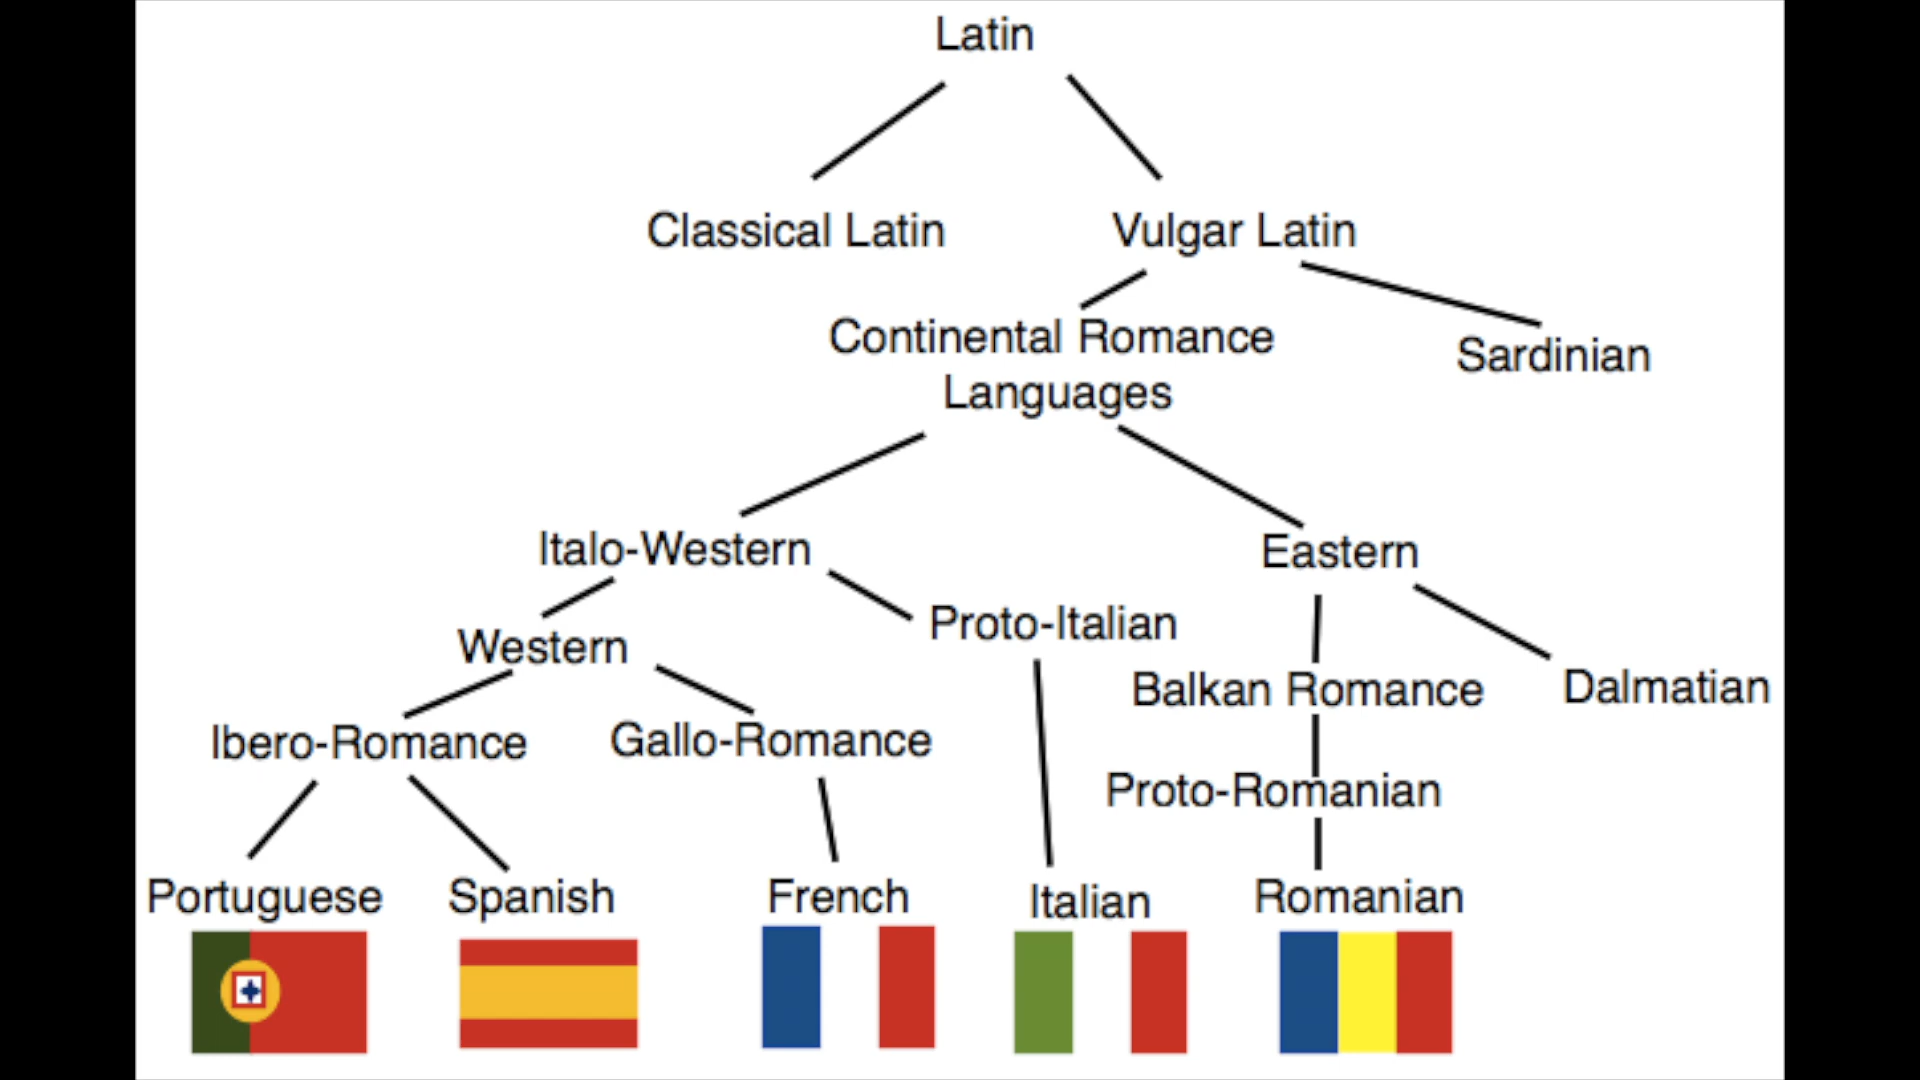 Latin
Classical Latin
Vulgar Latin
Continental Romance
Languages
Sardinian
Italo-Western
Eastern
Western
Proto-Italian
Balkan Romance
Dalmatian
Ibero-Romance
Gallo-Romance
Proto-Romanian
Portuguese
Spanish
French
Italian
Romanian